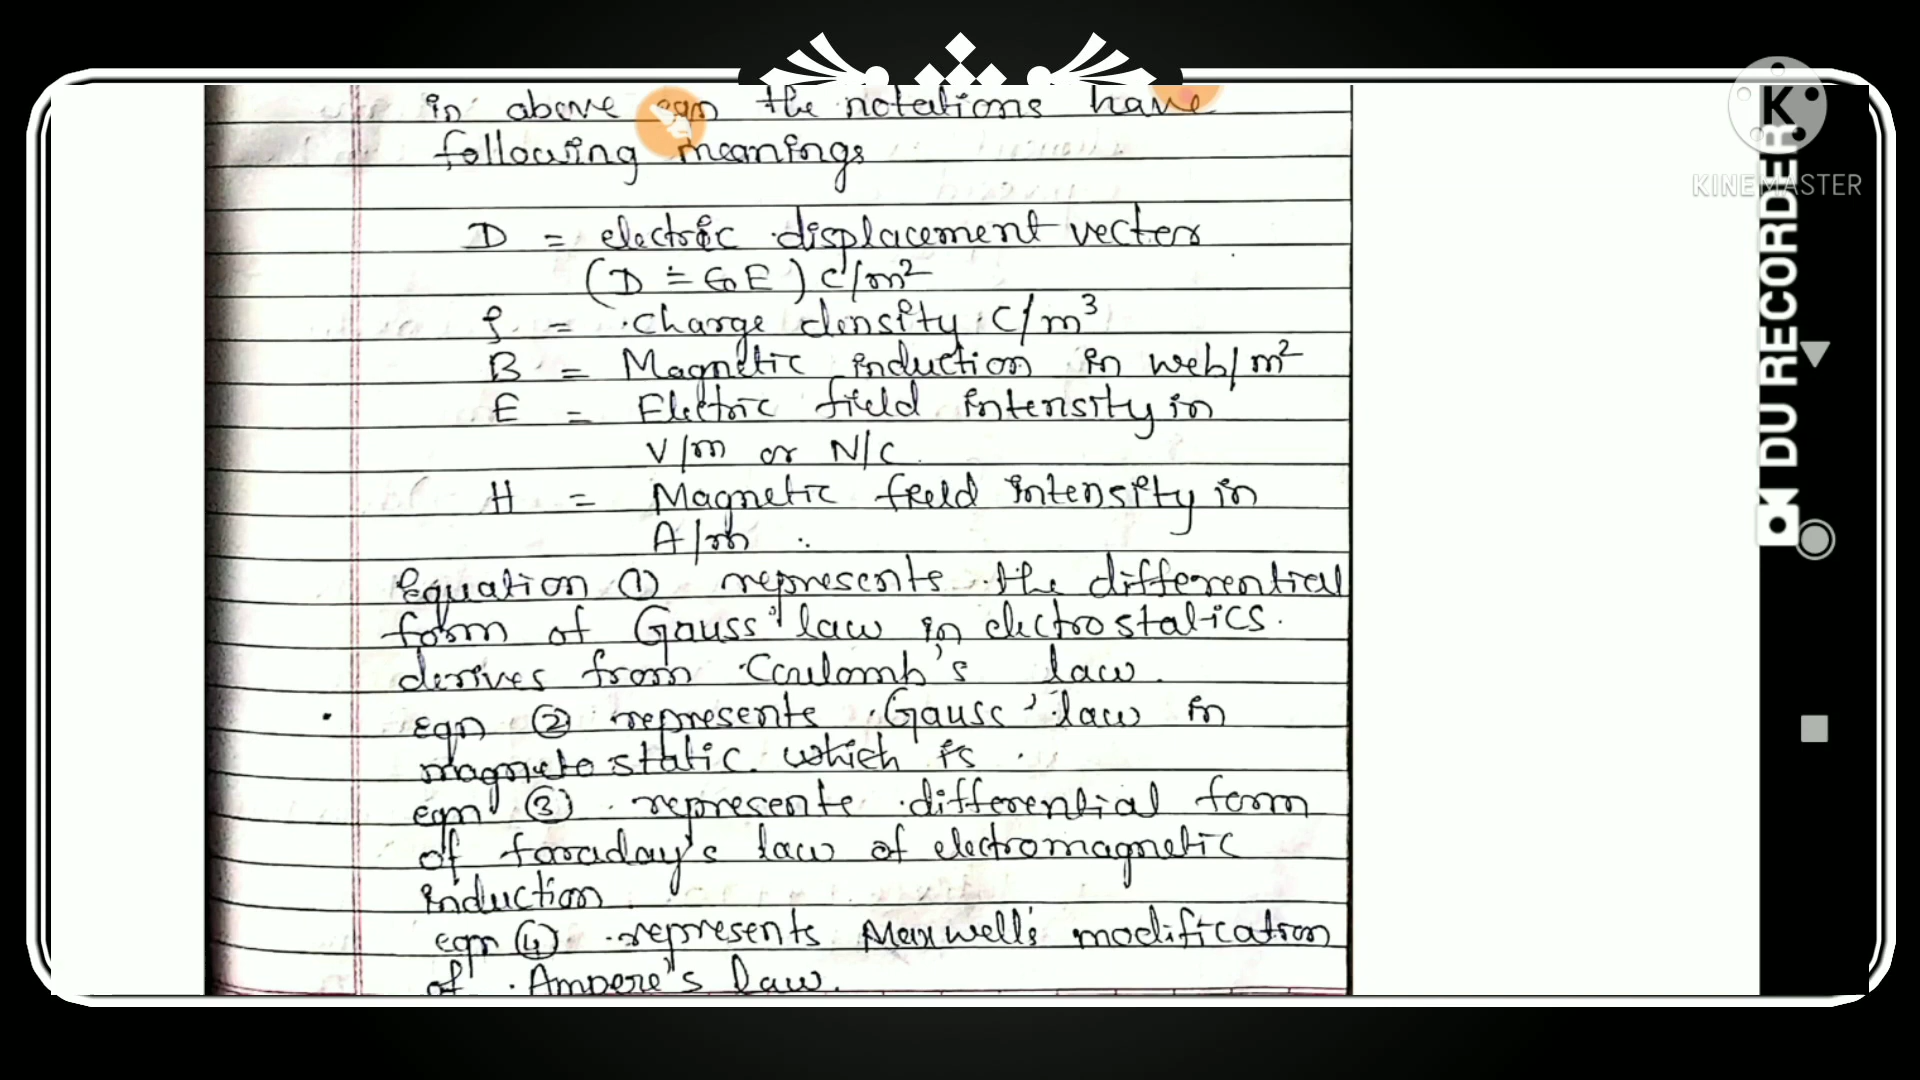 in above eqn the notations have
following meanings
D = electric displacement vector
(D = ε0E) C/m²
ρ = charge density C/m³
B = Magnetic induction in web/m²
E = Electric field intensity in
V/m or N/C.
H = Magnetic field intensity in
A/m.
Equation ① represents the differential
form of Gauss' law in electrostatics.
derives from Coulomb's law.
eqn ② represents Gauss' law in
magnetostatic. which is
eqn ③ represents differential form
of faraday's law of electromagnetic
induction
eqn ④ represents Maxwell's modification
of Ampere's law.
K
KINEMASTER
DU RECORDER